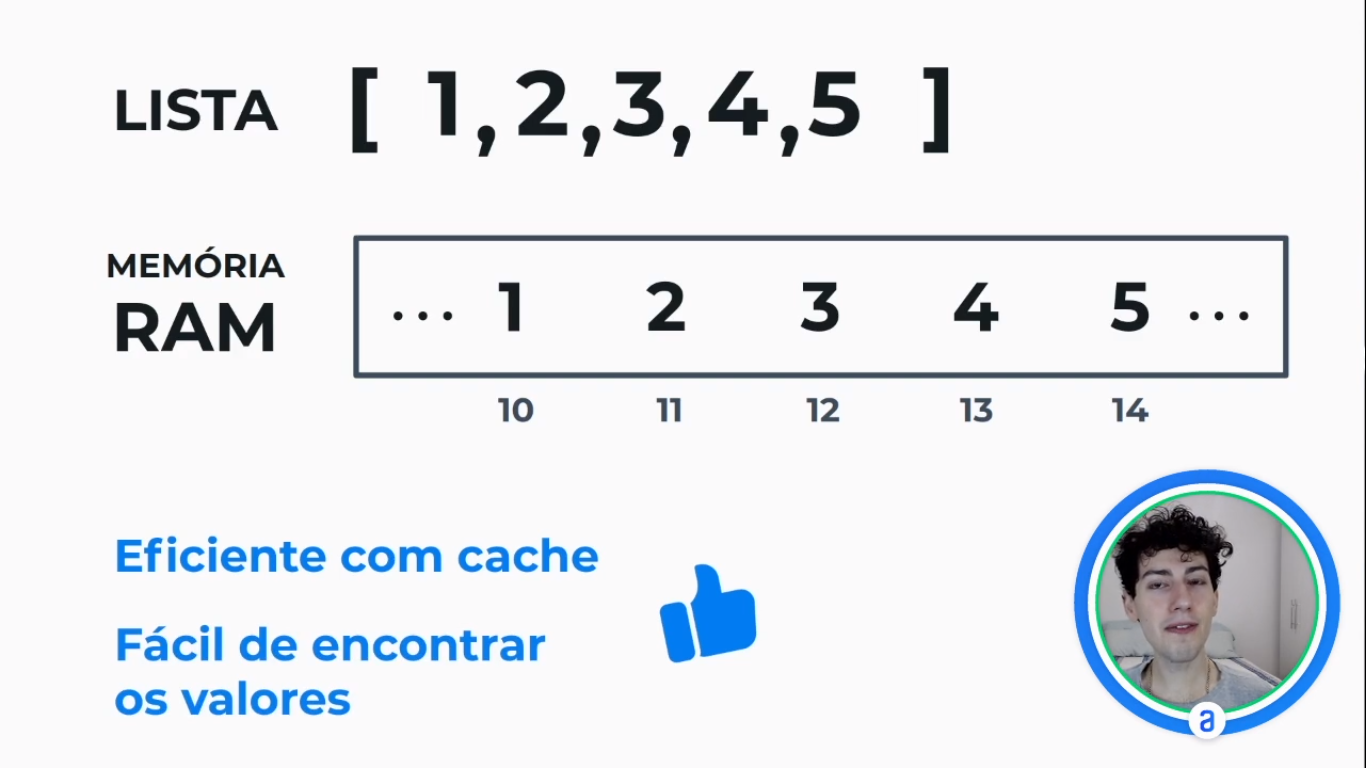 LISTA [ 1,2,3,4,5 ]
MEMÓRIA
RAM
... 1 2 3 4 5 ...
10 11 12 13 14
Eficiente com cache
Fácil de encontrar
os valores
a